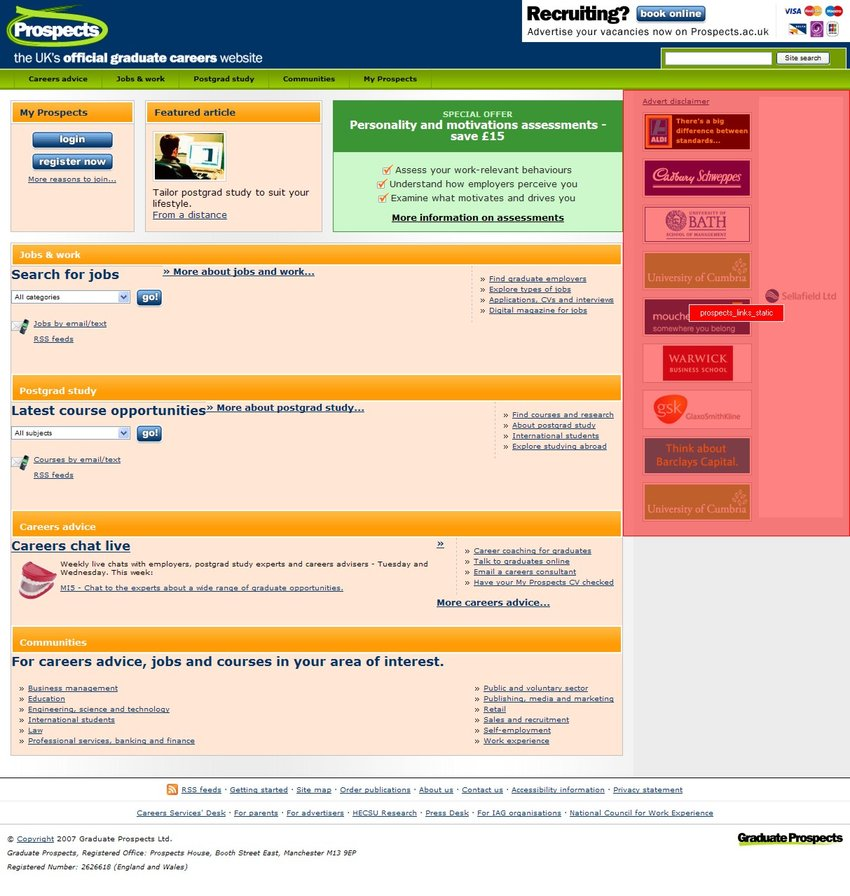 Prospects
the UK's official graduate careers website
Recruiting? book online
Advertise your vacancies now on Prospects.ac.uk
VISA
Site search
Careers advice
Jobs & work
Postgrad study
Communities
My Prospects
My Prospects
login
register now
More reasons to join...
Featured article
Tailor postgrad study to suit your
lifestyle.
From a distance
SPECIAL OFFER
Personality and motivations assessments -
save £15
Assess your work-relevant behaviours
Understand how employers perceive you
Examine what motivates and drives you
More information on assessments
Advert disclaimer
ALDI
There's a big
difference between
standards...
Cadbury Schweppes
UNIVERSITY OF
BATH
SCHOOL OF MANAGEMENT
University of Cumbria
Sellafield Ltd
mouche
prospects_links_static
somewhere you belong
WARWICK
BUSINESS SCHOOL
gsk
GlaxoSmithKline
Think about
Barclays Capital.
University of Cumbria
Jobs & work
Search for jobs
» More about jobs and work...
All categories
go!
Jobs by email/text
RSS feeds
» Find graduate employers
» Explore types of jobs
» Applications, CVs and interviews
» Digital magazine for jobs
Postgrad study
Latest course opportunities
» More about postgrad study...
All subjects
go!
Courses by email/text
RSS feeds
» Find courses and research
» About postgrad study
» International students
» Explore studying abroad
Careers advice
Careers chat live
»
Weekly live chats with employers, postgrad study experts and careers advisers - Tuesday and
Wednesday. This week:
MI5 - Chat to the experts about a wide range of graduate opportunities.
» Career coaching for graduates
» Talk to graduates online
» Email a careers consultant
» Have your My Prospects CV checked
More careers advice...
Communities
For careers advice, jobs and courses in your area of interest.
» Business management
» Education
» Engineering, science and technology
» International students
» Law
» Professional services, banking and finance
» Public and voluntary sector
» Publishing, media and marketing
» Retail
» Sales and recruitment
» Self-employment
» Work experience
RSS feeds · Getting started · Site map · Order publications · About us · Contact us · Accessibility information · Privacy statement
Careers Services' Desk · For parents · For advertisers · HECSU Research · Press Desk · For IAG organisations · National Council for Work Experience
© Copyright 2007 Graduate Prospects Ltd.
Graduate Prospects, Registered Office: Prospects House, Booth Street East, Manchester M13 9EP
Registered Number: 2626618 (England and Wales)
Graduate Prospects